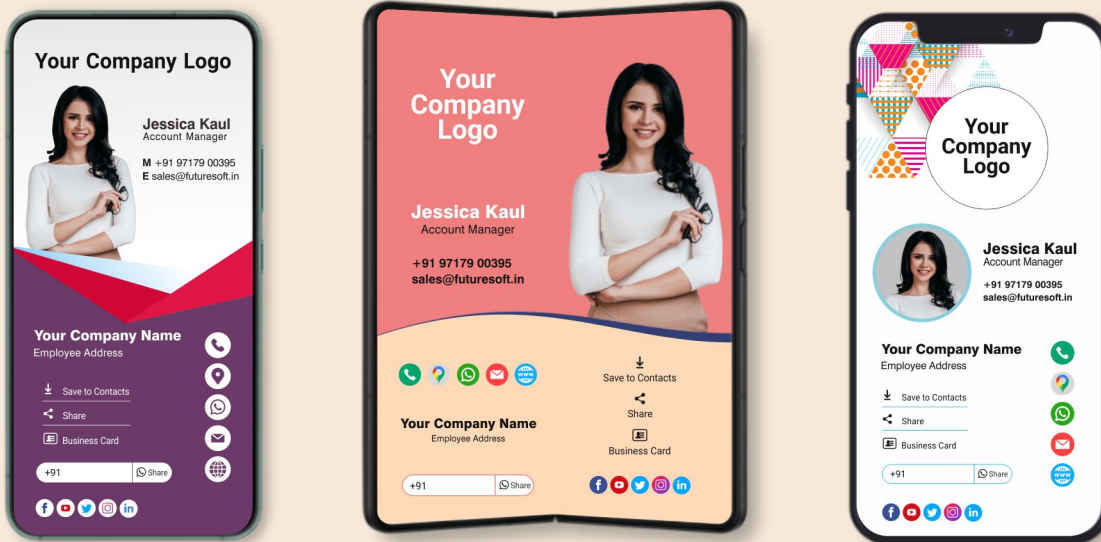 Your Company Logo
Jessica Kaul
Account Manager
M +91 97179 00395
E sales@futuresoft.in
Your Company Name
Employee Address
Save to Contacts
Share
Business Card
+91 Share
Your
Company
Logo
Jessica Kaul
Account Manager
+91 97179 00395
sales@futuresoft.in
Save to Contacts
Share
Business Card
WWW
Your Company Name
Employee Address
+91 Share
in
Your
Company
Logo
Jessica Kaul
Account Manager
+91 97179 00395
sales@futuresoft.in
Your Company Name
Employee Address
Save to Contacts
Share
Business Card
WWW
+91 Share
in